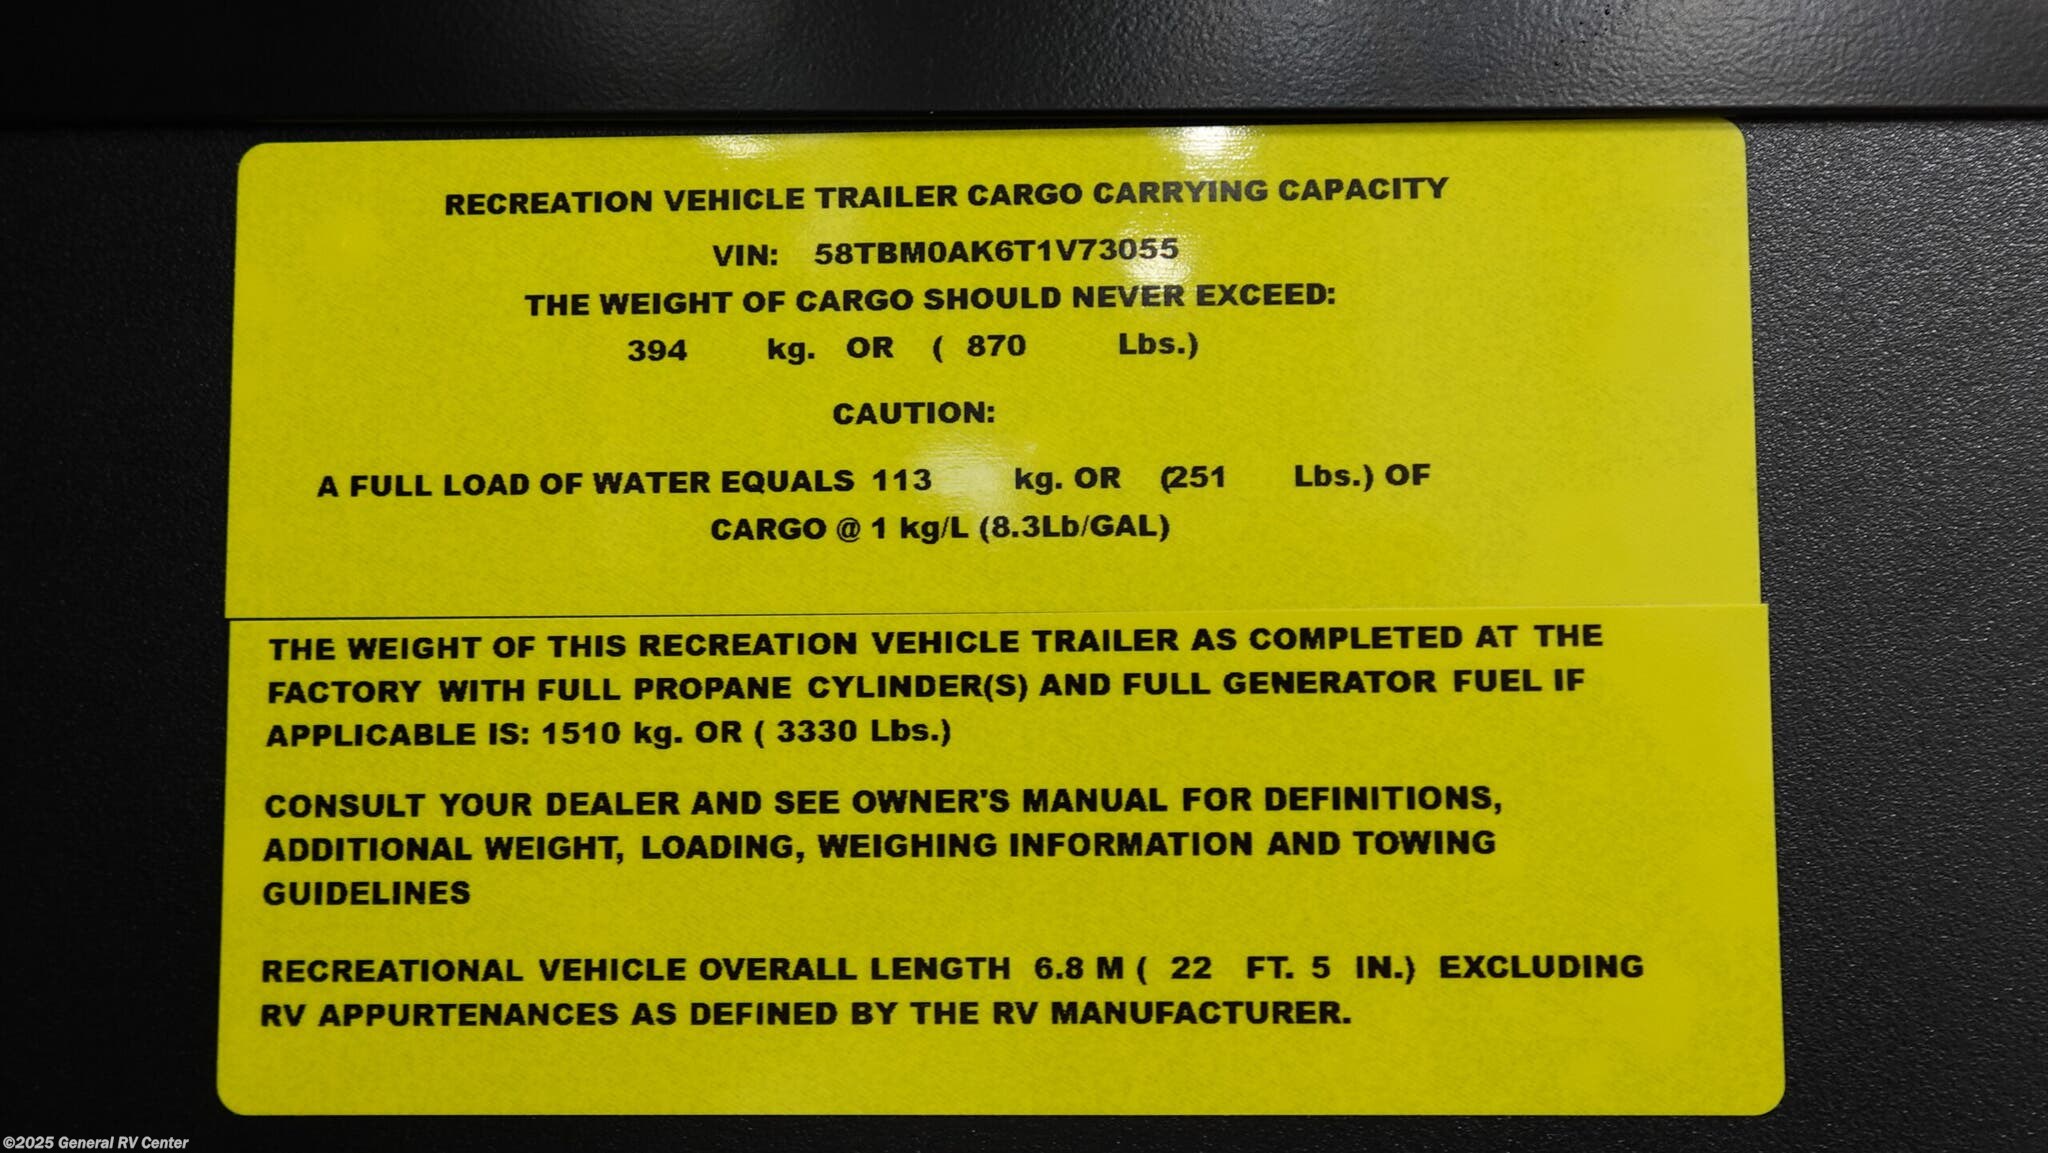 RECREATION VEHICLE TRAILER CARGO CARRYING CAPACITY
VIN: 58TBM0AK6T1V73055
THE WEIGHT OF CARGO SHOULD NEVER EXCEED:
394 kg. OR ( 870 Lbs.)
CAUTION:
A FULL LOAD OF WATER EQUALS 113 kg. OR (251 Lbs.) OF
CARGO @ 1 kg/L (8.3Lb/GAL)
THE WEIGHT OF THIS RECREATION VEHICLE TRAILER AS COMPLETED AT THE
FACTORY WITH FULL PROPANE CYLINDER(S) AND FULL GENERATOR FUEL IF
APPLICABLE IS: 1510 kg. OR ( 3330 Lbs.)
CONSULT YOUR DEALER AND SEE OWNER'S MANUAL FOR DEFINITIONS,
ADDITIONAL WEIGHT, LOADING, WEIGHING INFORMATION AND TOWING
GUIDELINES
RECREATIONAL VEHICLE OVERALL LENGTH 6.8 M ( 22 FT. 5 IN.) EXCLUDING
RV APPURTENANCES AS DEFINED BY THE RV MANUFACTURER.
©2025 General RV Center